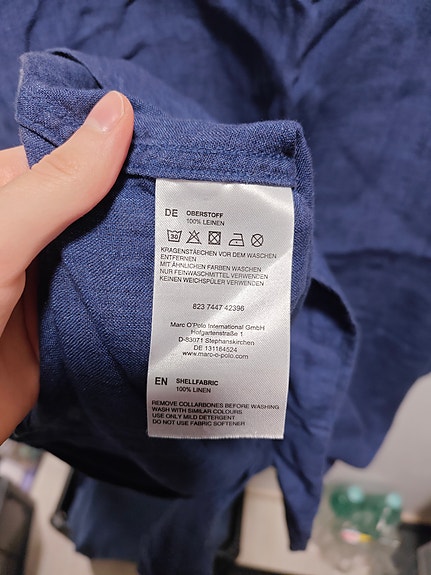 DE OBERSTOFF
100% LEINEN
30
KRAGENSTÄBCHEN VOR DEM WASCHEN
ENTFERNEN
MIT ÄHNLICHEN FARBEN WASCHEN
NUR FEINWASCHMITTEL VERWENDEN
KEINEN WEICHSPÜLER VERWENDEN
823 7447 42396
Marc O'Polo International GmbH
Hofgartenstraße 1
D-83071 Stephanskirchen
DE 131164524
www.marc-o-polo.com
EN SHELLFABRIC
100% LINEN
REMOVE COLLARBONES BEFORE WASHING
WASH WITH SIMILAR COLOURS
USE ONLY MILD DETERGENT
DO NOT USE FABRIC SOFTENER